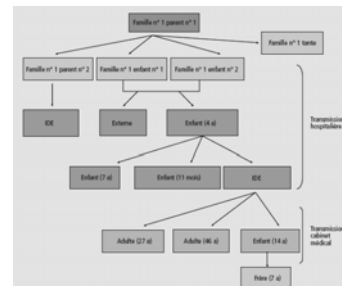 Famille n° 1 parent n° 1
Famille n° 1 tante
Famille n° 1 parent n° 2
Famille n° 1 enfant n° 1
Famille n° 1 enfant n° 2
IDE
Externe
Enfant (4 a)
Transmission
hospitalière
Enfant (7 a)
Enfant (11 mois)
IDE
Adulte (27 a)
Adulte (46 a)
Enfant (14 a)
Transmission
cabinet
médical
Frère (7 a)